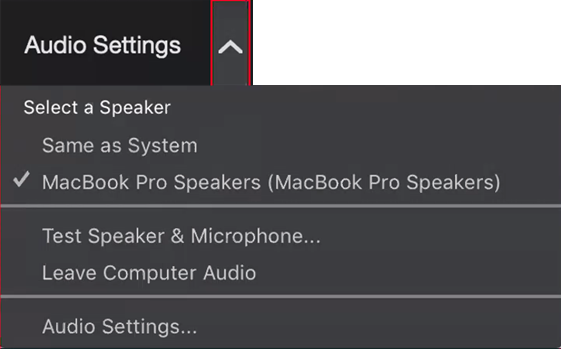 Audio Settings
Select a Speaker
Same as System
MacBook Pro Speakers (MacBook Pro Speakers)
Test Speaker & Microphone...
Leave Computer Audio
Audio Settings...